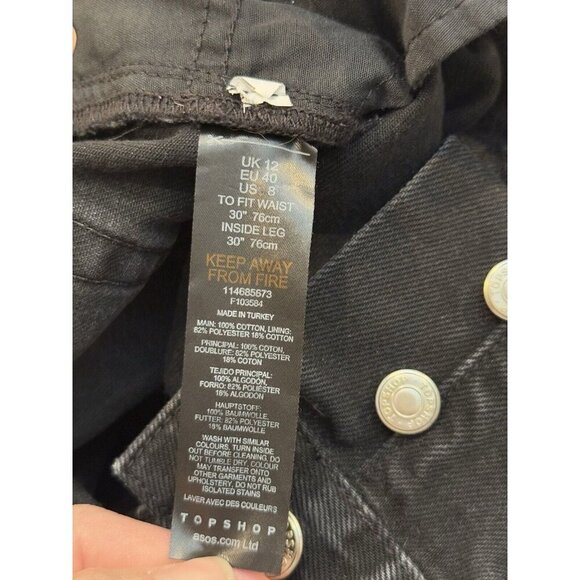 UK 12
EU 40
US 8
TO FIT WAIST
30" 76cm
INSIDE LEG
30" 76cm
KEEP AWAY
FROM FIRE
114685673
F103584
MADE IN TURKEY
MAIN: 100% COTTON, LINING:
82% POLYESTER 18% COTTON
PRINCIPAL: 100% COTON,
DOUBLURE: 82% POLYESTER
18% COTON
TEJIDO PRINCIPAL:
100% ALGODON,
FORRO: 82% POLIESTER
18% ALGODON
HAUPTSTOFF:
100% BAUMWOLLE,
FUTTER: 82% POLYESTER
18% BAUMWOLLE
WASH WITH SIMILAR
COLOURS, TURN INSIDE
OUT BEFORE CLEANING, DO
NOT TUMBLE DRY. COLOUR
MAY TRANSFER ONTO
OTHER GARMENTS AND
UPHOLSTERY, DO NOT RUB
ISOLATED STAINS
LAVER AVEC DES COULEURS
TOPSHOP
asos.com Ltd
TOPSHOP TOPSHOP